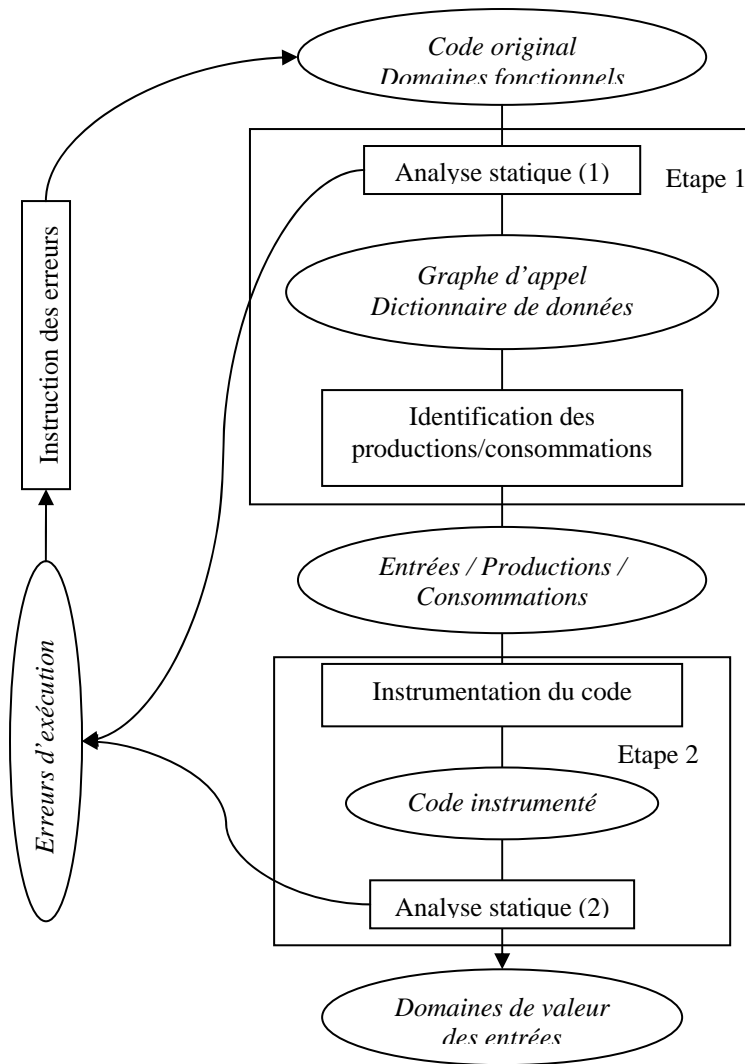 Code original
Domaines fonctionnels
Analyse statique (1)
Etape 1
Graphe d’appel
Dictionnaire de données
Identification des
productions/consommations
Entrées / Productions /
Consommations
Instrumentation du code
Etape 2
Code instrumenté
Analyse statique (2)
Domaines de valeur
des entrées
Instruction des erreurs
Erreurs d’exécution